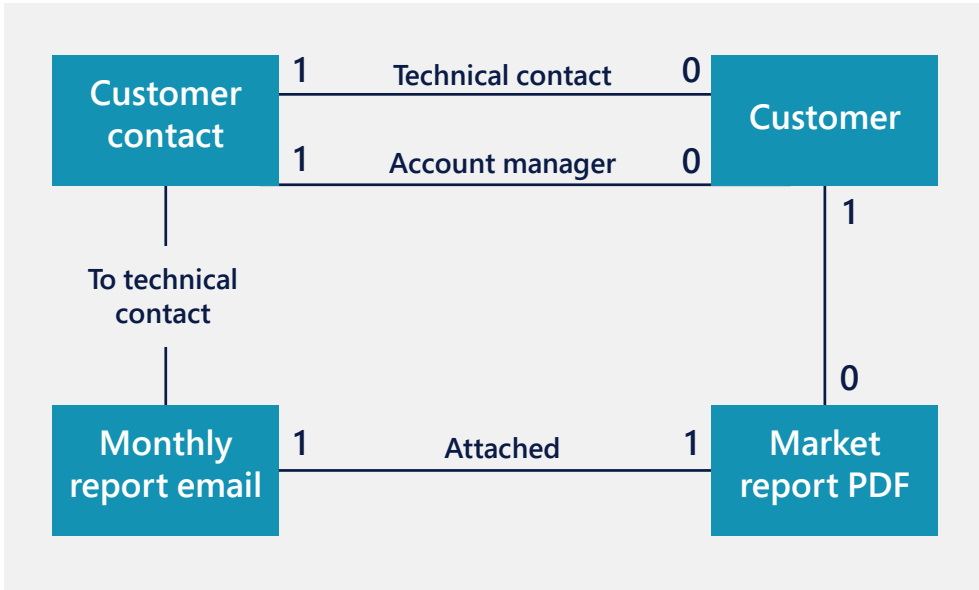 1 Technical contact 0
Customer
contact
Customer
1 Account manager 0
1
To technical
contact
0
Monthly
report email
1 Attached 1
Market
report PDF